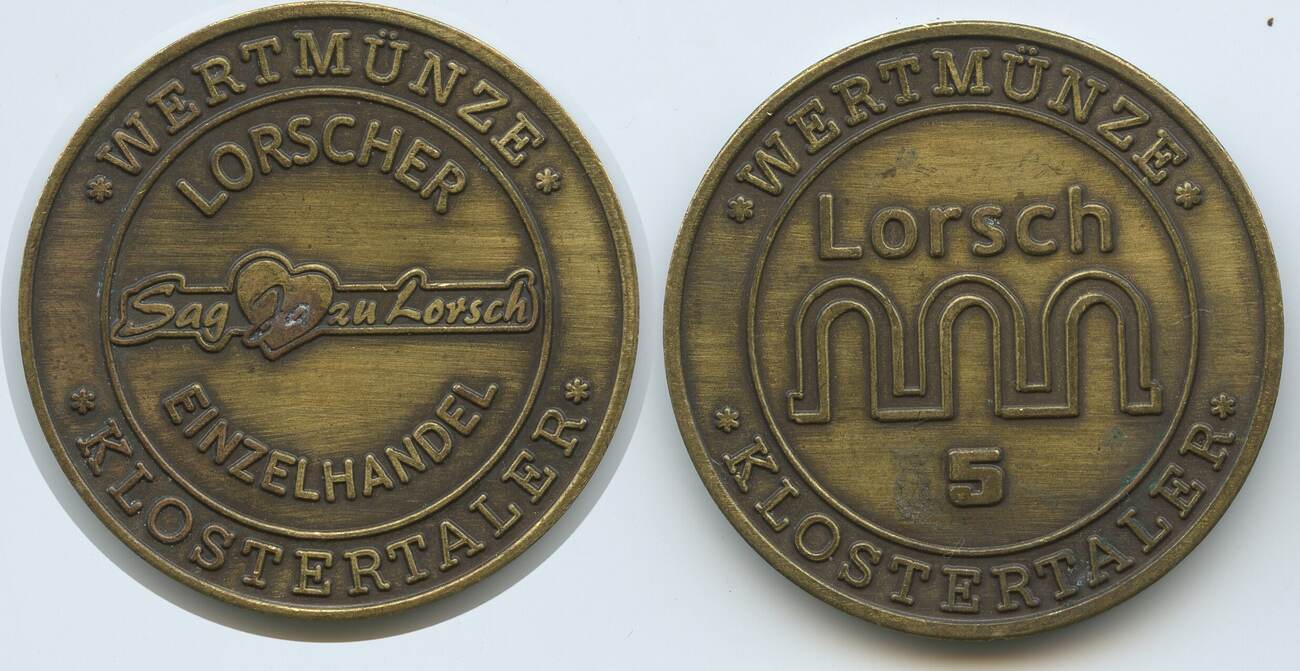 * WERTMÜNZE *
LORSCHER
Sag Ja zu Lorsch
EINZELHANDEL
* KLOSTERTALER *
* WERTMÜNZE *
Lorsch
5
* KLOSTERTALER *